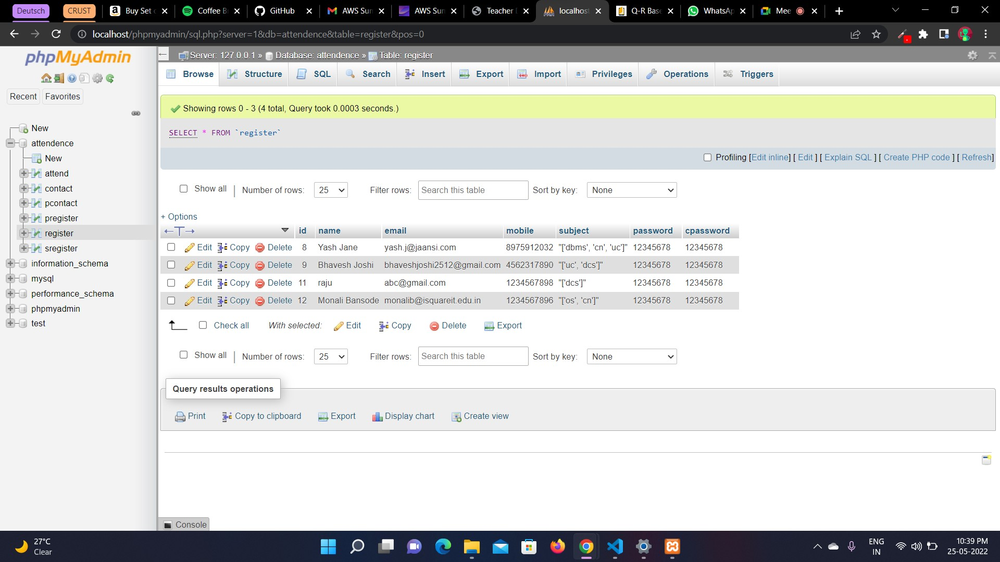 Deutsch CRUST Buy Set Coffee B GitHub AWS Sum AWS Sum Teacher localhost Q-R Base WhatsAp Mee
localhost/phpmyadmin/sql.php?server=1&db=attendence&table=register&pos=0
phpMyAdmin
Recent Favorites
New
attendence
New
attend
contact
pcontact
pregister
register
sregister
information_schema
mysql
performance_schema
phpmyadmin
test
Server: 127.0.0.1 » Database: attendence » Table: register
Browse Structure SQL Search Insert Export Import Privileges Operations Triggers
Showing rows 0 - 3 (4 total, Query took 0.0003 seconds.)
SELECT * FROM `register`
Profiling [Edit inline] [ Edit ] [ Explain SQL ] [ Create PHP code ] [ Refresh]
Show all | Number of rows: 25 Filter rows: Search this table Sort by key: None
+ Options
←T→ id name email mobile subject password cpassword
Edit Copy Delete 8 Yash Jane yash.j@jaansi.com 8975912032 "['dbms', 'cn', 'uc']" 12345678 12345678
Edit Copy Delete 9 Bhavesh Joshi bhaveshjoshi2512@gmail.com 4562317890 "['uc', 'dcs']" 12345678 12345678
Edit Copy Delete 11 raju abc@gmail.com 1234567898 "['dcs']" 12345678 12345678
Edit Copy Delete 12 Monali Bansode monalib@isquareit.edu.in 1234567896 "['os', 'cn']" 12345678 12345678
Check all With selected: Edit Copy Delete Export
Show all | Number of rows: 25 Filter rows: Search this table Sort by key: None
Query results operations
Print Copy to clipboard Export Display chart Create view
Console
27°C
Clear
ENG
IN
10:39 PM
25-05-2022